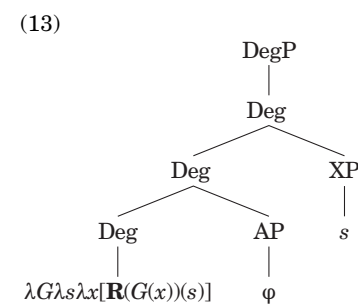 (13)
DegP
Deg
Deg XP
Deg AP s
λGλsλx[R(G(x))(s)] φ